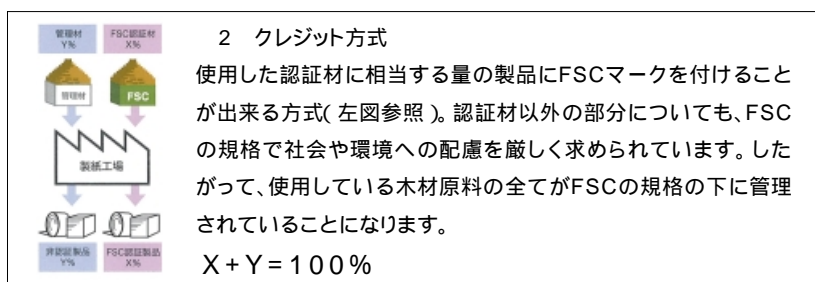 管理材
Y%
FSC認証材
X%
管理材
FSC
製紙工場
非認証製品
Y%
FSC認証製品
X%
2　クレジット方式
使用した認証材に相当する量の製品にFSCマークを付けること
が出来る方式(左図参照)。認証材以外の部分についても、FSC
の規格で社会や環境への配慮を厳しく求められています。した
がって、使用している木材原料の全てがFSCの規格の下に管理
されていることになります。
X+Y=100%